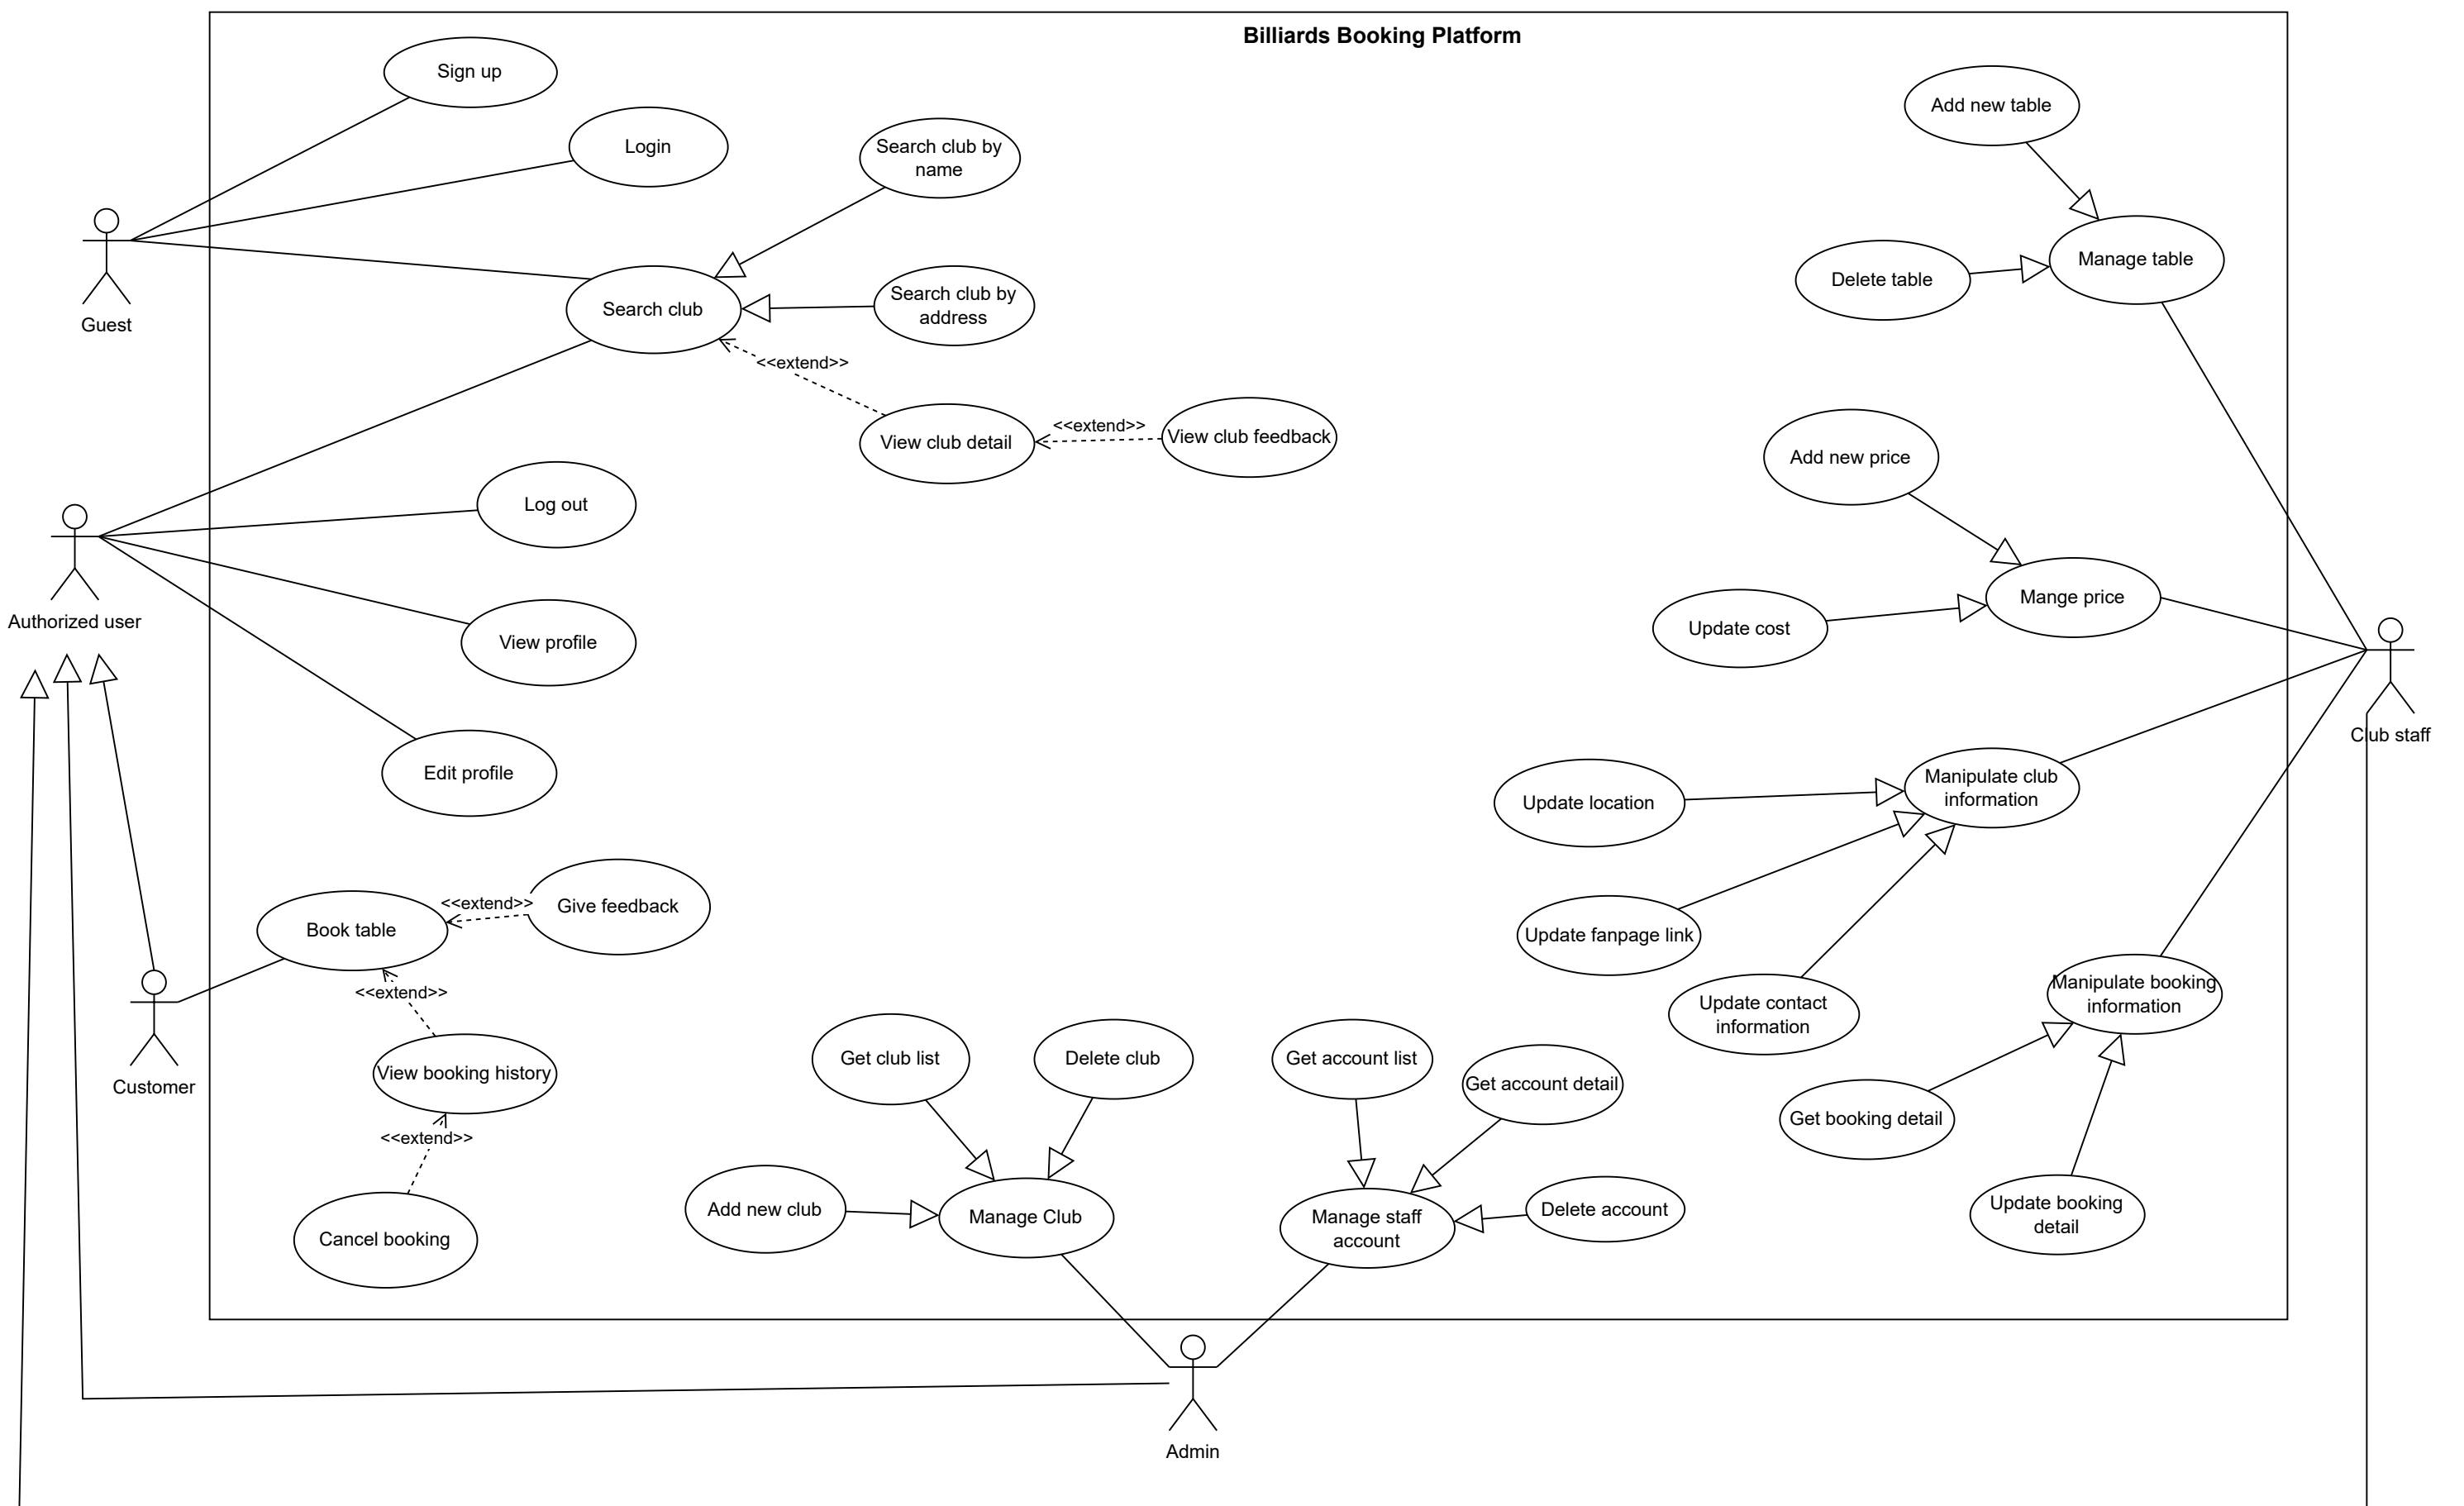 Billiards Booking Platform
Sign up
Login
Search club by
name
Add new table
Guest
Search club
Search club by
address
Delete table
Manage table
<<extend>>
View club detail
<<extend>>
View club feedback
Add new price
Log out
Authorized user
View profile
Update cost
Mange price
Club staff
Edit profile
Update location
Manipulate club
information
Book table
<<extend>>
Give feedback
Update fanpage link
<<extend>>
Customer
View booking history
Update contact
information
Manipulate booking
information
Get club list
Delete club
Get account list
Get account detail
Get booking detail
<<extend>>
Cancel booking
Add new club
Manage Club
Manage staff
account
Delete account
Update booking
detail
Admin